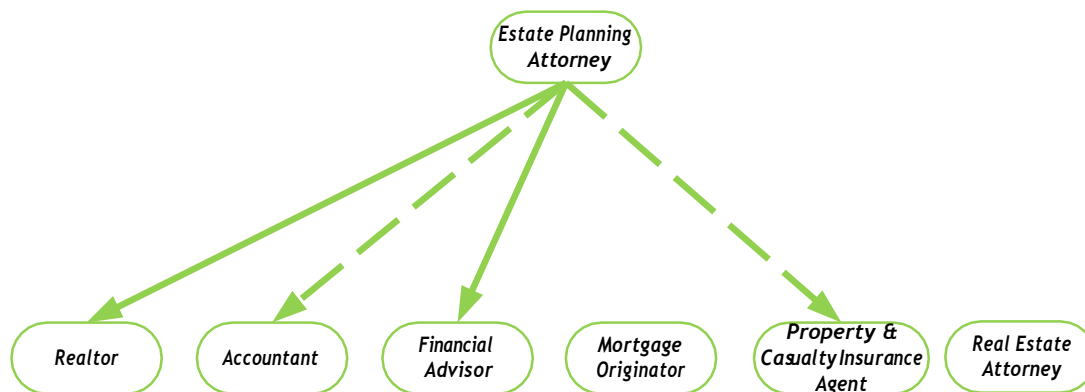 Estate Planning
Attorney
Realtor
Accountant
Financial
Advisor
Mortgage
Originator
Property &
Casualty Insurance
Agent
Real Estate
Attorney